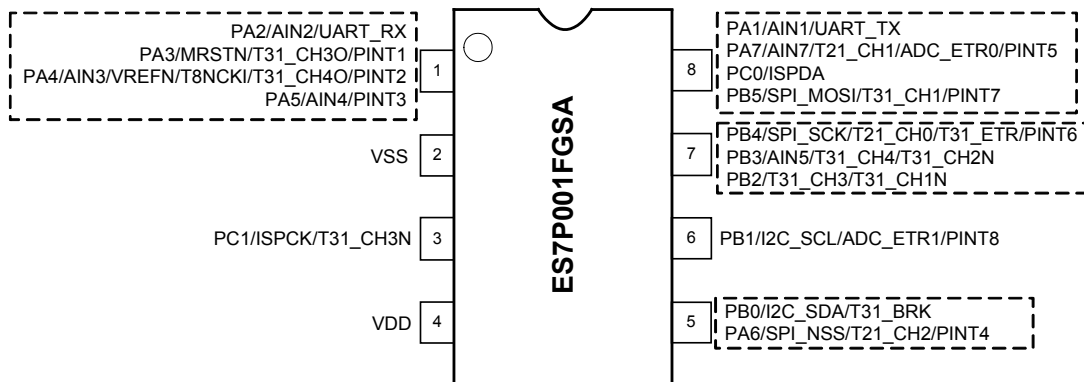 PA2/AIN2/UART_RX
PA3/MRSTN/T31_CH3O/PINT1
PA4/AIN3/VREFN/T8NCKI/T31_CH4O/PINT2
PA5/AIN4/PINT3
1
VSS
2
PC1/ISPCK/T31_CH3N
3
VDD
4
ES7P001FGSA
PA1/AIN1/UART_TX
PA7/AIN7/T21_CH1/ADC_ETR0/PINT5
PC0/ISPDA
PB5/SPI_MOSI/T31_CH1/PINT7
8
PB4/SPI_SCK/T21_CH0/T31_ETR/PINT6
PB3/AIN5/T31_CH4/T31_CH2N
PB2/T31_CH3/T31_CH1N
7
6
PB1/I2C_SCL/ADC_ETR1/PINT8
5
PB0/I2C_SDA/T31_BRK
PA6/SPI_NSS/T21_CH2/PINT4